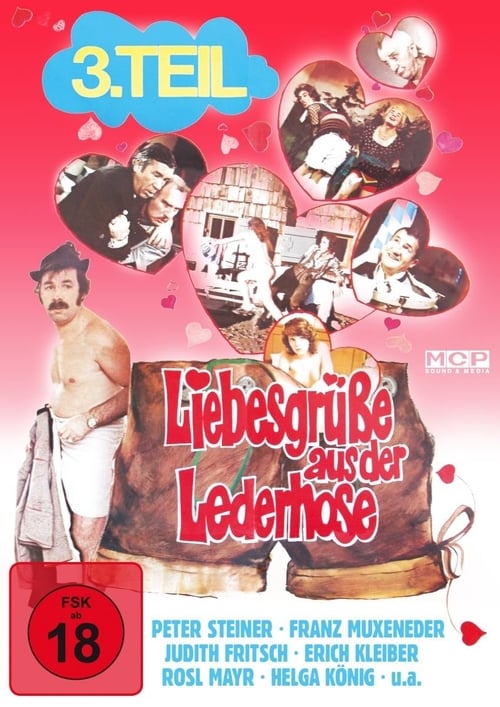 3.TEIL
MCP
SOUND & MEDIA
Liebesgrüße
aus der
Lederhose
FSK
ab
18
PETER STEINER · FRANZ MUXENEDER
JUDITH FRITSCH · ERICH KLEIBER
ROSL MAYR · HELGA KÖNIG · u.a.